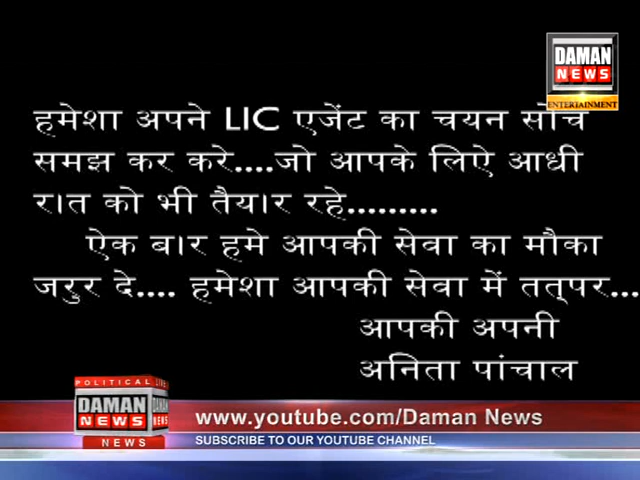 DAMAN
NEWS
ENTERTAINMENT
हमेशा अपने LIC एजेंट का चयन सोच
समझ कर करे....जो आपके लिऐ आधी
रात को भी तैयार रहे.........
ऐक बार हमे आपकी सेवा का मौका
जरुर दे.... हमेशा आपकी सेवा में तत्पर...
आपकी अपनी
अनिता पांचाल
POLITICAL LIVE
DAMAN
NEWS
NEWS
www.youtube.com/Daman News
SUBSCRIBE TO OUR YOUTUBE CHANNEL